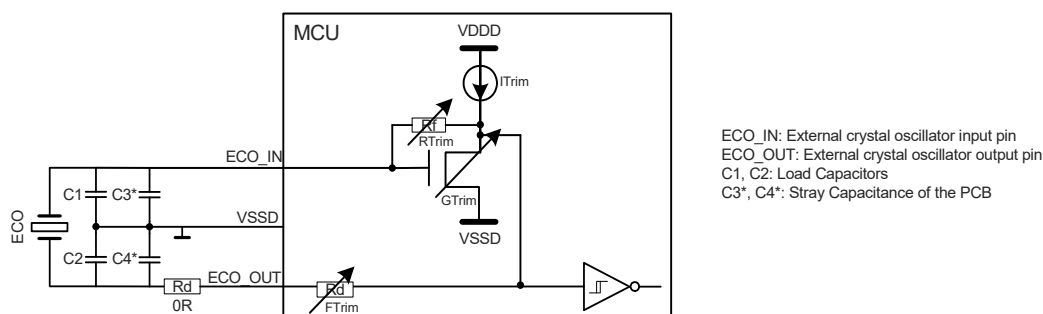 MCU
VDDD
ITrim
Rf
RTrim
ECO_IN
C1
C3*
GTrim
ECO
VSSD
VSSD
C2
C4*
ECO_OUT
Rd
0R
Rd
FTrim
ECO_IN: External crystal oscillator input pin
ECO_OUT: External crystal oscillator output pin
C1, C2: Load Capacitors
C3*, C4*: Stray Capacitance of the PCB